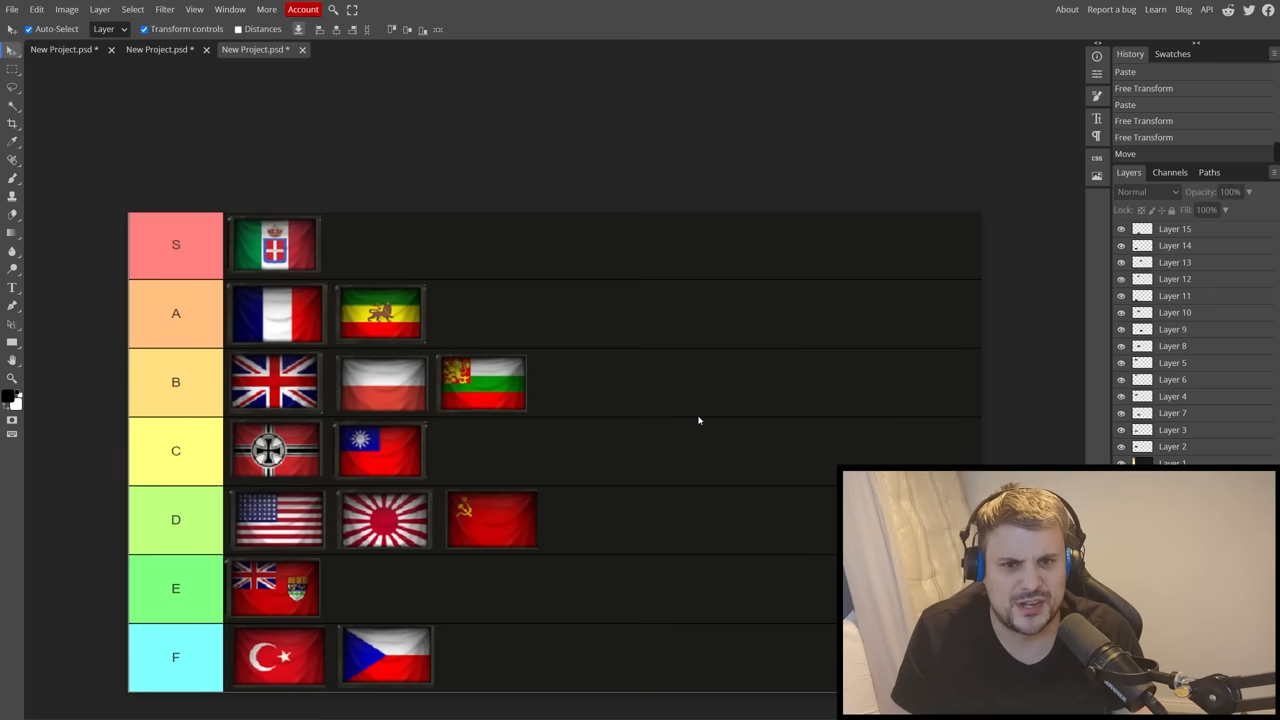 File Edit Image Layer Select Filter View Window More Account About Report a bug Learn Blog API
Auto-Select Layer Transform controls Distances
New Project.psd * New Project.psd * New Project.psd *
History Swatches
Paste
Free Transform
Paste
Free Transform
Free Transform
Move
Layers Channels Paths
Normal Opacity: 100%
Lock: Fill: 100%
Layer 15
Layer 14
Layer 13
Layer 12
Layer 11
Layer 10
Layer 9
Layer 8
Layer 5
Layer 6
Layer 4
Layer 7
Layer 3
Layer 2
Layer 1
CSS
S
A
B
C
D
E
F